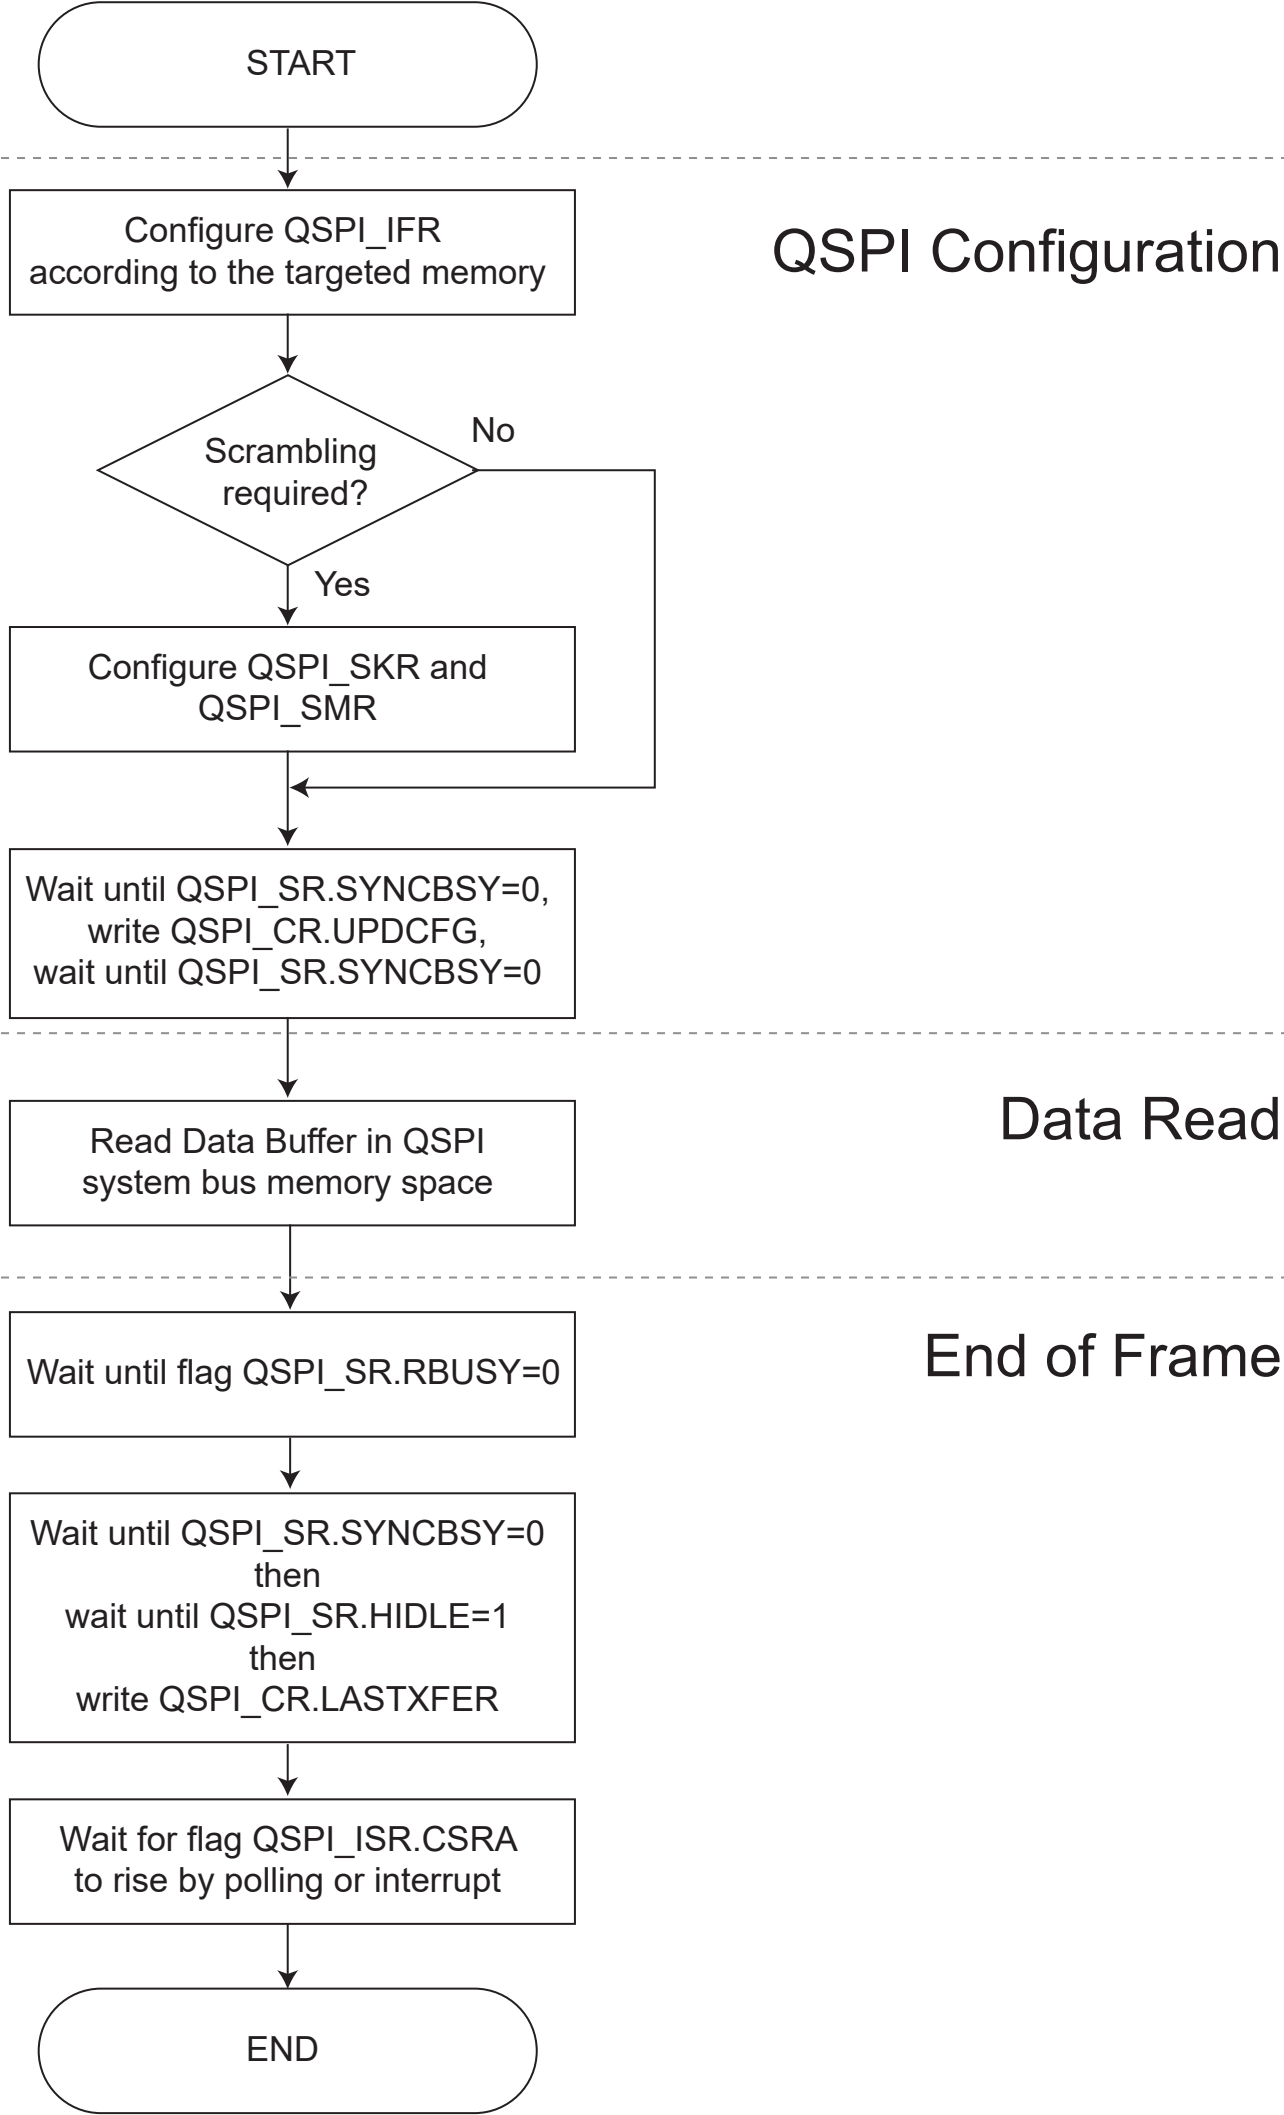 START
Configure QSPI_IFR
according to the targeted memory
QSPI Configuration
Scrambling
required?
No
Yes
Configure QSPI_SKR and
QSPI_SMR
Wait until QSPI_SR.SYNCBSY=0,
write QSPI_CR.UPDCFG,
wait until QSPI_SR.SYNCBSY=0
Data Read
Read Data Buffer in QSPI
system bus memory space
End of Frame
Wait until flag QSPI_SR.RBUSY=0
Wait until QSPI_SR.SYNCBSY=0
then
wait until QSPI_SR.HIDLE=1
then
write QSPI_CR.LASTXFER
Wait for flag QSPI_ISR.CSRA
to rise by polling or interrupt
END